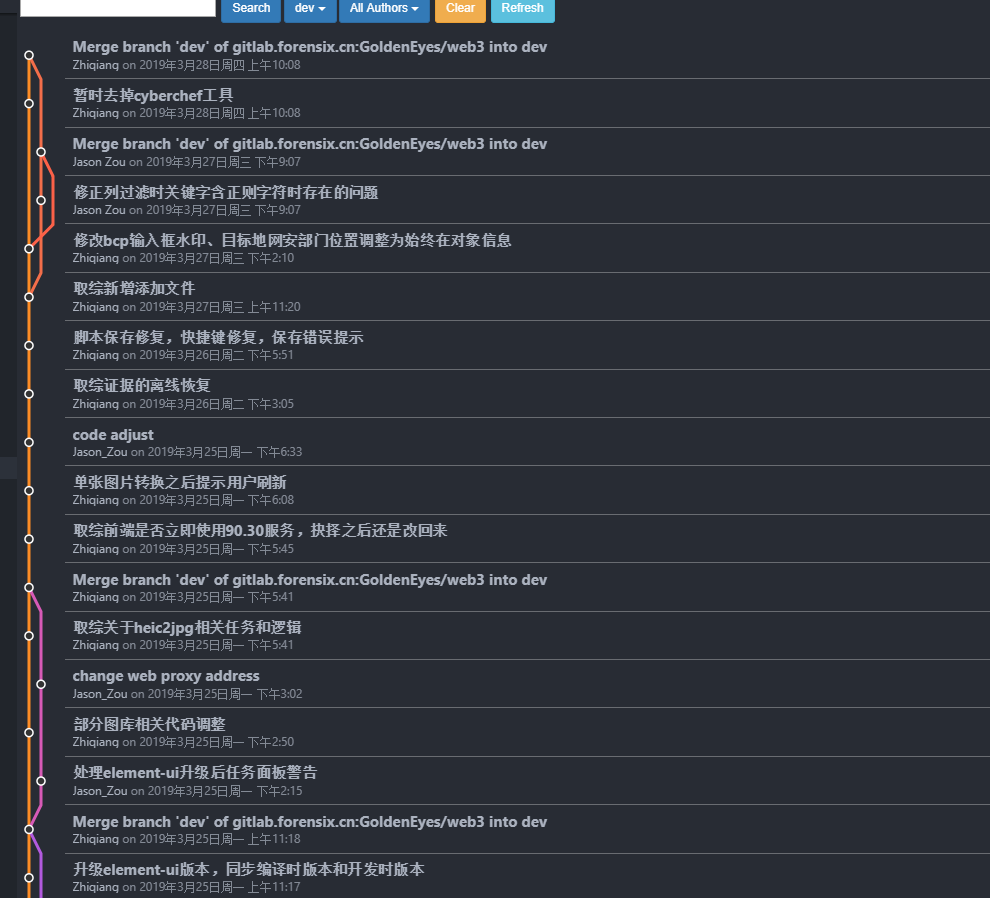 Search dev All Authors Clear Refresh
Merge branch 'dev' of gitlab.forensix.cn:GoldenEyes/web3 into dev
Zhiqiang on 2019年3月28日周四 上午10:08
暂时去掉cyberchef工具
Zhiqiang on 2019年3月28日周四 上午10:08
Merge branch 'dev' of gitlab.forensix.cn:GoldenEyes/web3 into dev
Jason Zou on 2019年3月27日周三 下午9:07
修正列过滤时关键字含正则字符时存在的问题
Jason Zou on 2019年3月27日周三 下午9:07
修改bcp输入框水印、目标地网安部门位置调整为始终在对象信息
Zhiqiang on 2019年3月27日周三 下午2:10
取综新增添加文件
Zhiqiang on 2019年3月27日周三 上午11:20
脚本保存修复，快捷键修复，保存错误提示
Zhiqiang on 2019年3月26日周二 下午5:51
取综证据的离线恢复
Zhiqiang on 2019年3月26日周二 下午3:05
code adjust
Jason_Zou on 2019年3月25日周一 下午6:33
单张图片转换之后提示用户刷新
Zhiqiang on 2019年3月25日周一 下午6:08
取综前端是否立即使用90.30服务，抉择之后还是改回来
Zhiqiang on 2019年3月25日周一 下午5:45
Merge branch 'dev' of gitlab.forensix.cn:GoldenEyes/web3 into dev
Zhiqiang on 2019年3月25日周一 下午5:41
取综关于heic2jpg相关任务和逻辑
Zhiqiang on 2019年3月25日周一 下午5:41
change web proxy address
Jason_Zou on 2019年3月25日周一 下午3:02
部分图库相关代码调整
Zhiqiang on 2019年3月25日周一 下午2:50
处理element-ui升级后任务面板警告
Jason_Zou on 2019年3月25日周一 下午2:15
Merge branch 'dev' of gitlab.forensix.cn:GoldenEyes/web3 into dev
Zhiqiang on 2019年3月25日周一 上午11:18
升级element-ui版本，同步编译时版本和开发时版本
Zhiqiang on 2019年3月25日周一 上午11:17